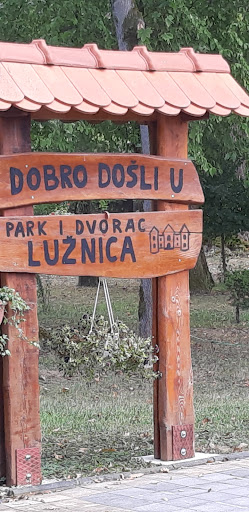 DOBRO DOŠLI U
PARK I DVORAC
LUŽNICA